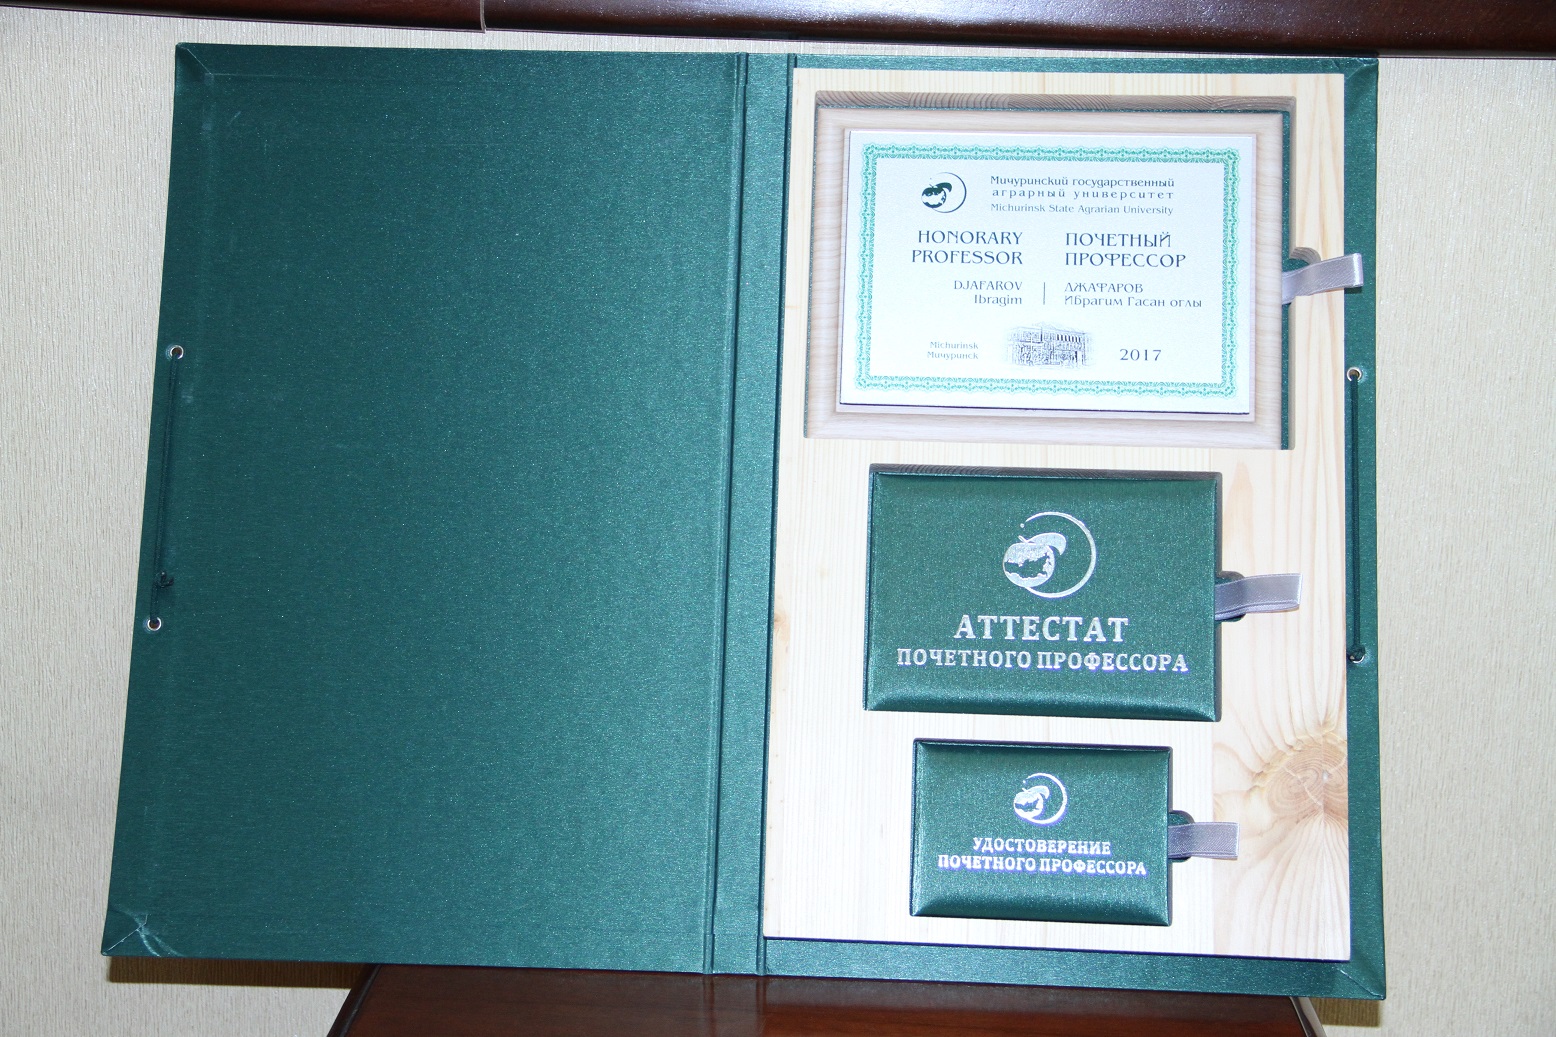 Мичуринский государственный
аграрный университет
Michurinsk State Agrarian University
HONORARY
PROFESSOR
ПОЧЕТНЫЙ
ПРОФЕССОР
DJAFAROV
Ibragim
ДЖАФАРОВ
Ибрагим Гасан оглы
Michurinsk
Мичуринск
2017
АТТЕСТАТ
ПОЧЕТНОГО ПРОФЕССОРА
УДОСТОВЕРЕНИЕ
ПОЧЕТНОГО ПРОФЕССОРА